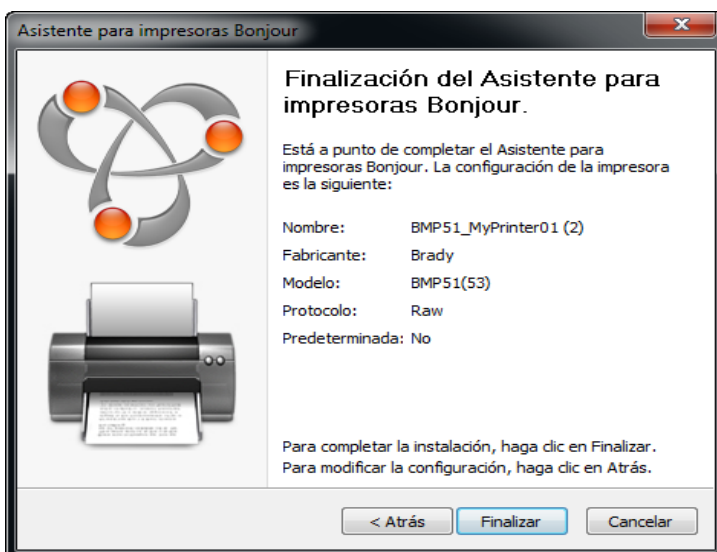 Asistente para impresoras Bonjour
Finalización del Asistente para
impresoras Bonjour.
Está a punto de completar el Asistente para
impresoras Bonjour. La configuración de la impresora
es la siguiente:
Nombre: BMP51_MyPrinter01 (2)
Fabricante: Brady
Modelo: BMP51(53)
Protocolo: Raw
Predeterminada: No
Para completar la instalación, haga clic en Finalizar.
Para modificar la configuración, haga clic en Atrás.
< Atrás Finalizar Cancelar